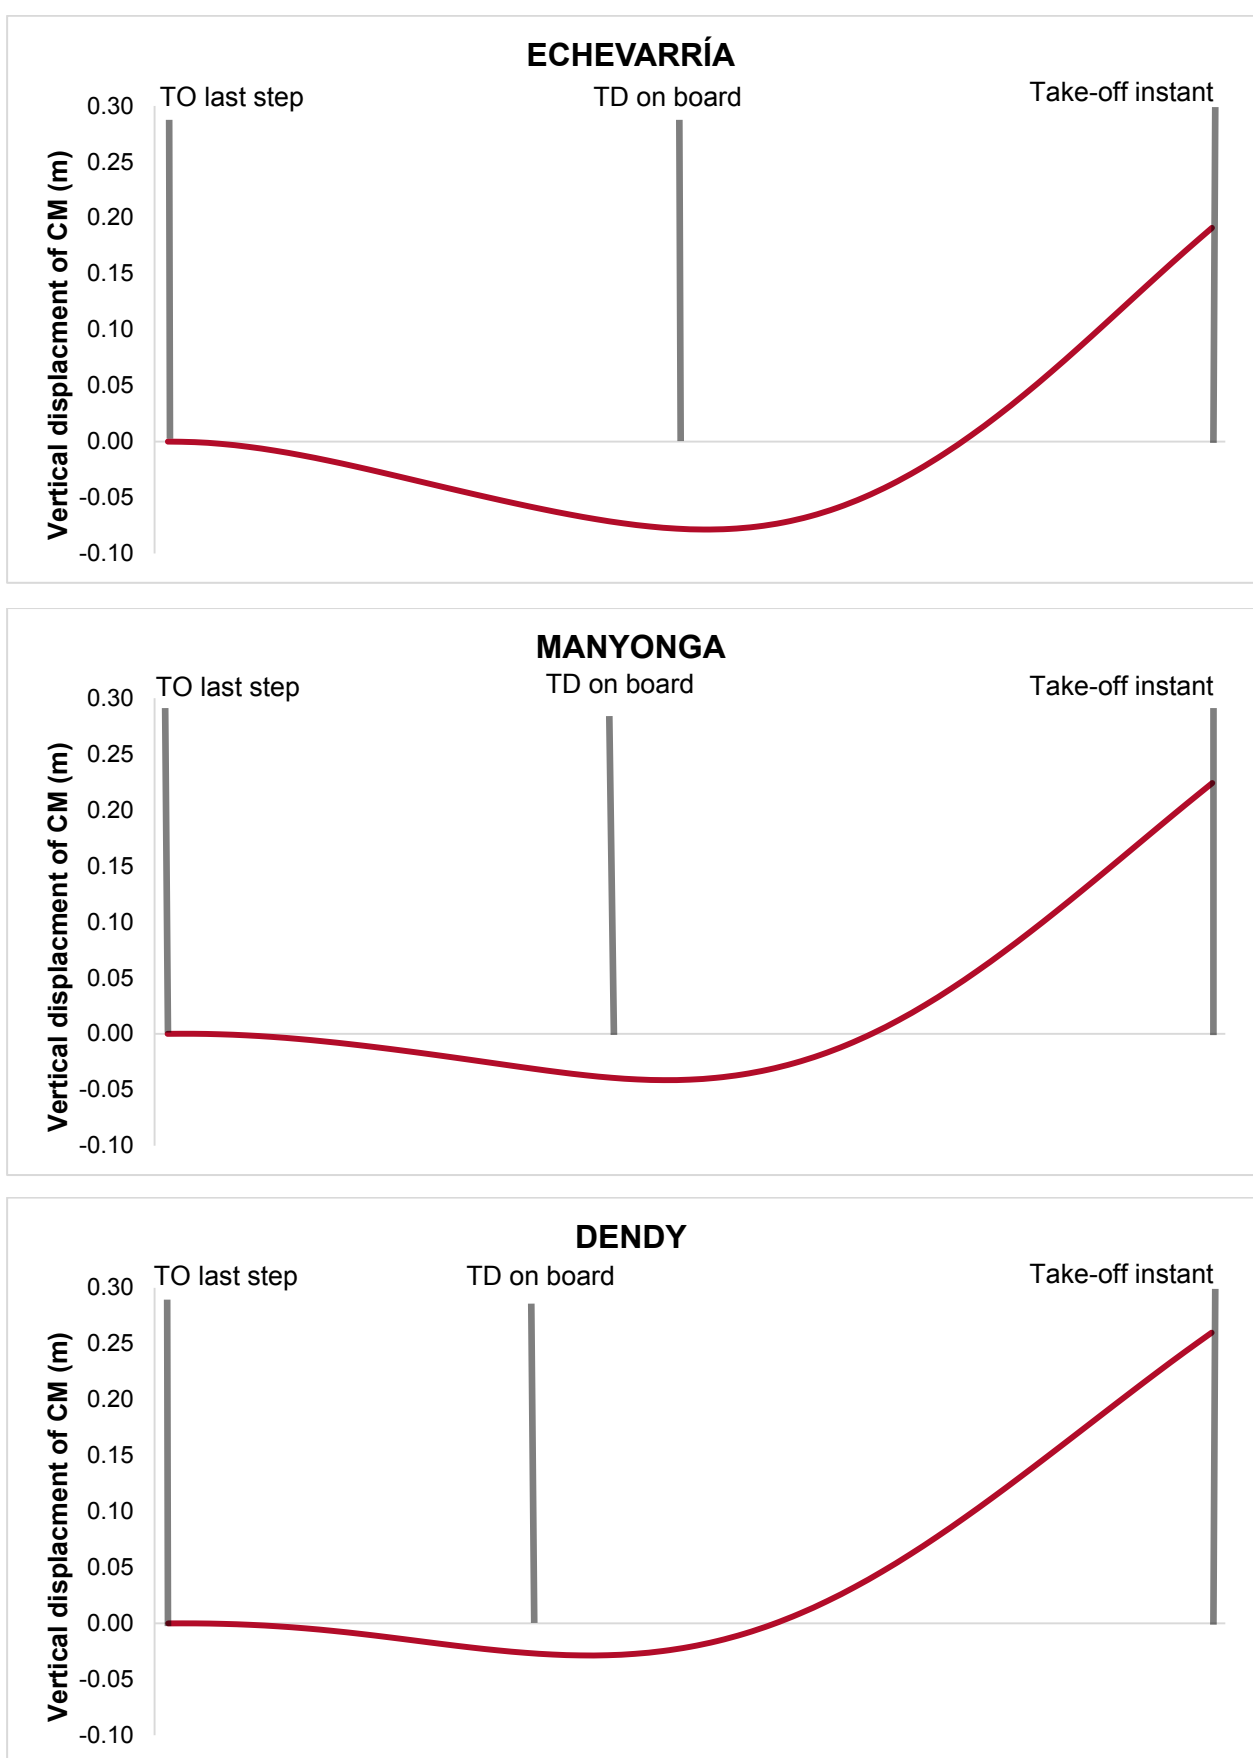 ECHEVARRÍA
TO last step
TD on board
Take-off instant
Vertical displacment of CM (m)
0.30
0.25
0.20
0.15
0.10
0.05
0.00
-0.05
-0.10
MANYONGA
TO last step
TD on board
Take-off instant
Vertical displacment of CM (m)
0.30
0.25
0.20
0.15
0.10
0.05
0.00
-0.05
-0.10
DENDY
TO last step
TD on board
Take-off instant
Vertical displacment of CM (m)
0.30
0.25
0.20
0.15
0.10
0.05
0.00
-0.05
-0.10